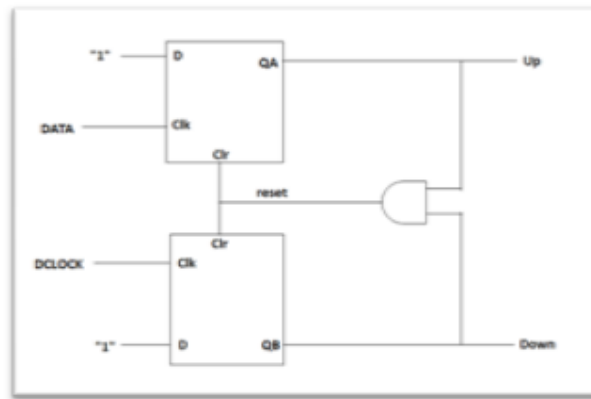 "1" D QA Up
DATA Clk
Clr
reset
Clr
DCLOCK Clk
"1" D QB Down